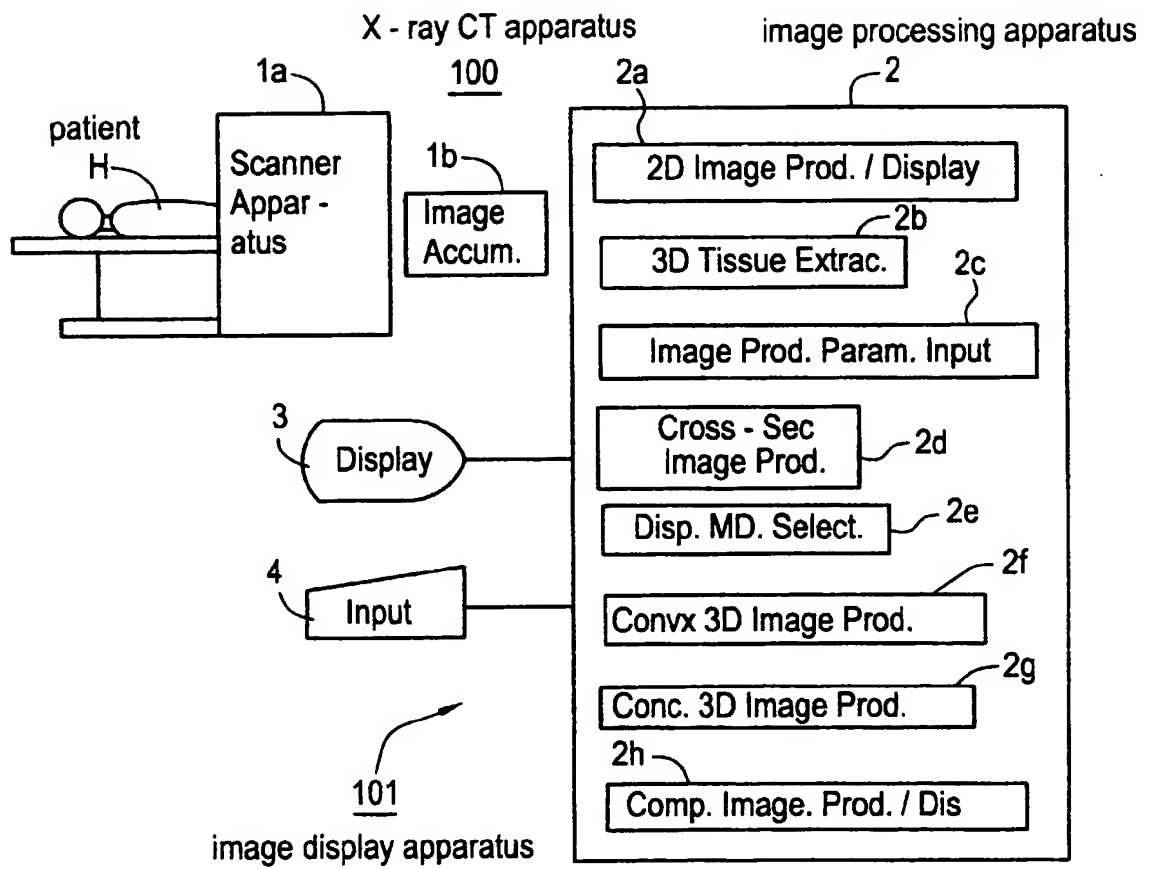 X - ray CT apparatus
100
image processing apparatus
2
1a
2a
patient
H
Scanner
Appar -
atus
1b
Image
Accum.
2D Image Prod. / Display
2b
3D Tissue Extrac.
2c
Image Prod. Param. Input
3
Display
Cross - Sec
Image Prod.
2d
Disp. MD. Select.
2e
4
Input
2f
Convx 3D Image Prod.
2g
Conc. 3D Image Prod.
2h
Comp. Image. Prod. / Dis
101
image display apparatus